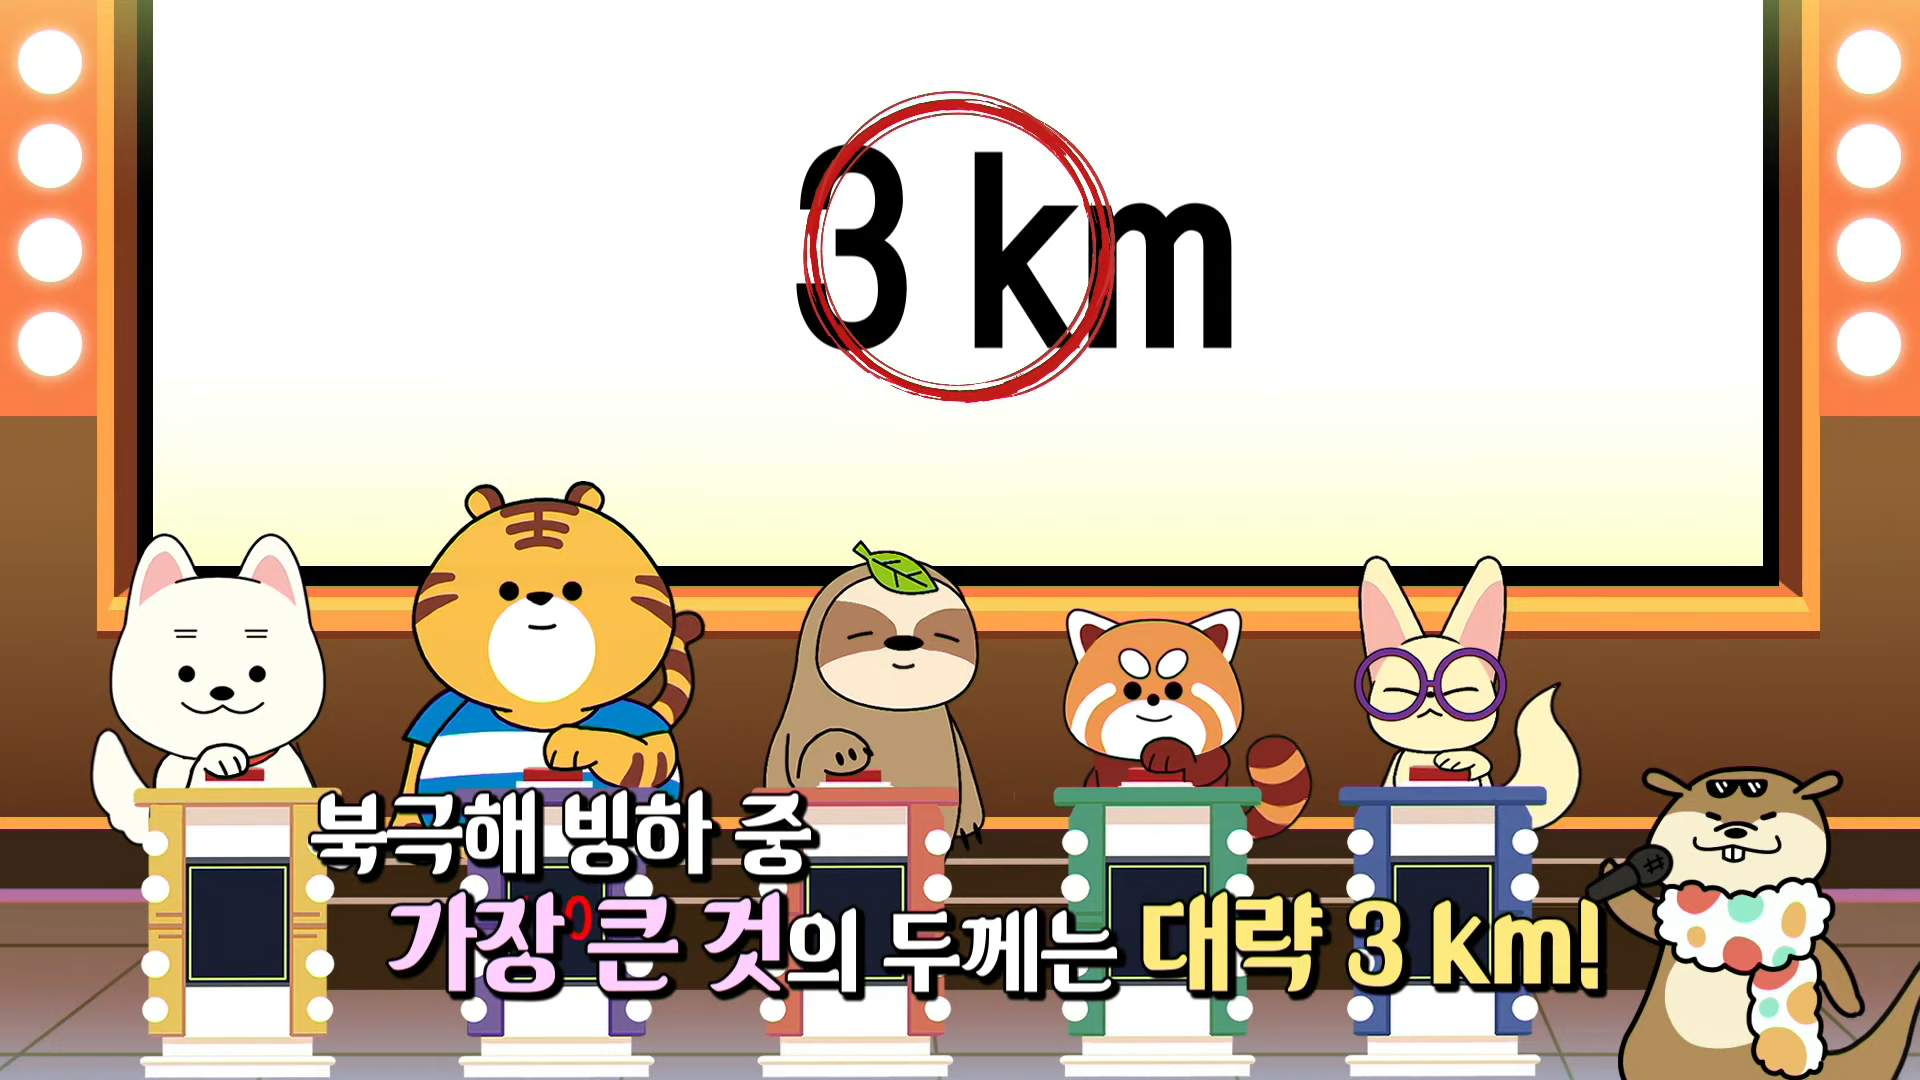 3 km
북극해 빙하 중
가장 큰 것의 두께는 대략 3 km!